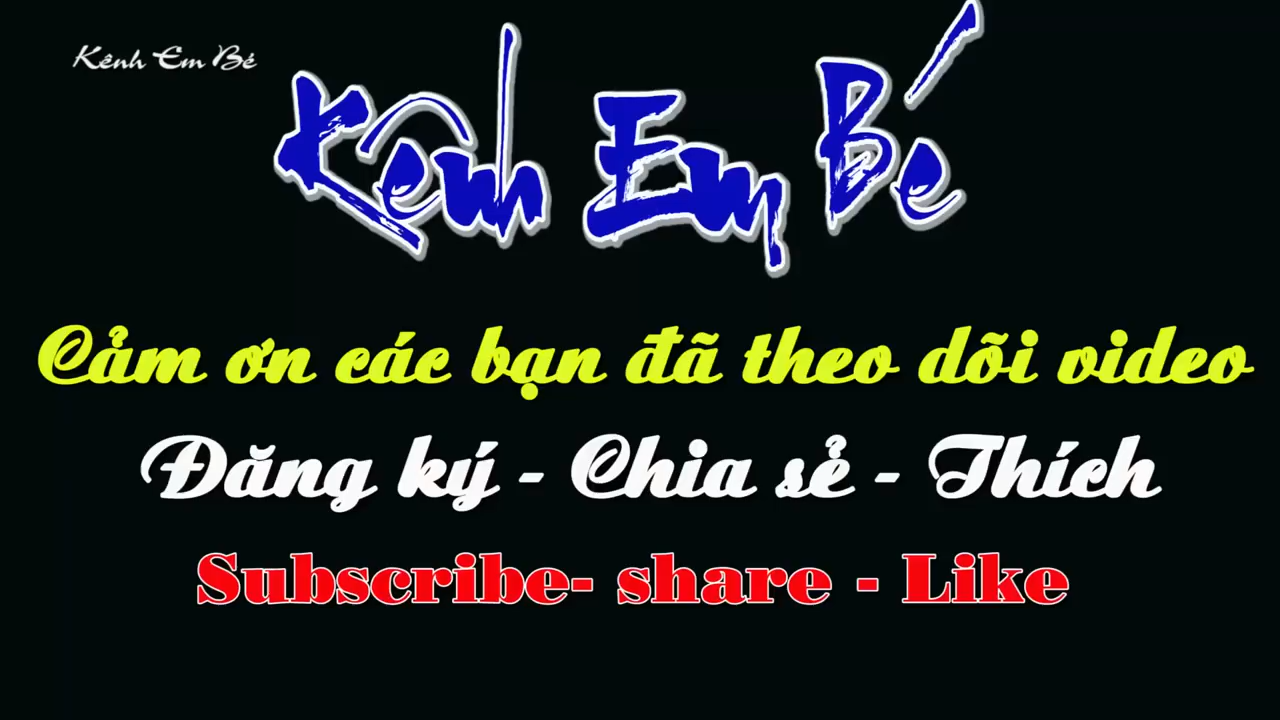 Kênh Em Bé
Kênh Em Bé
Cảm ơn các bạn đã theo dõi video
Đăng ký - Chia sẻ - Thích
Subscribe- share - Like